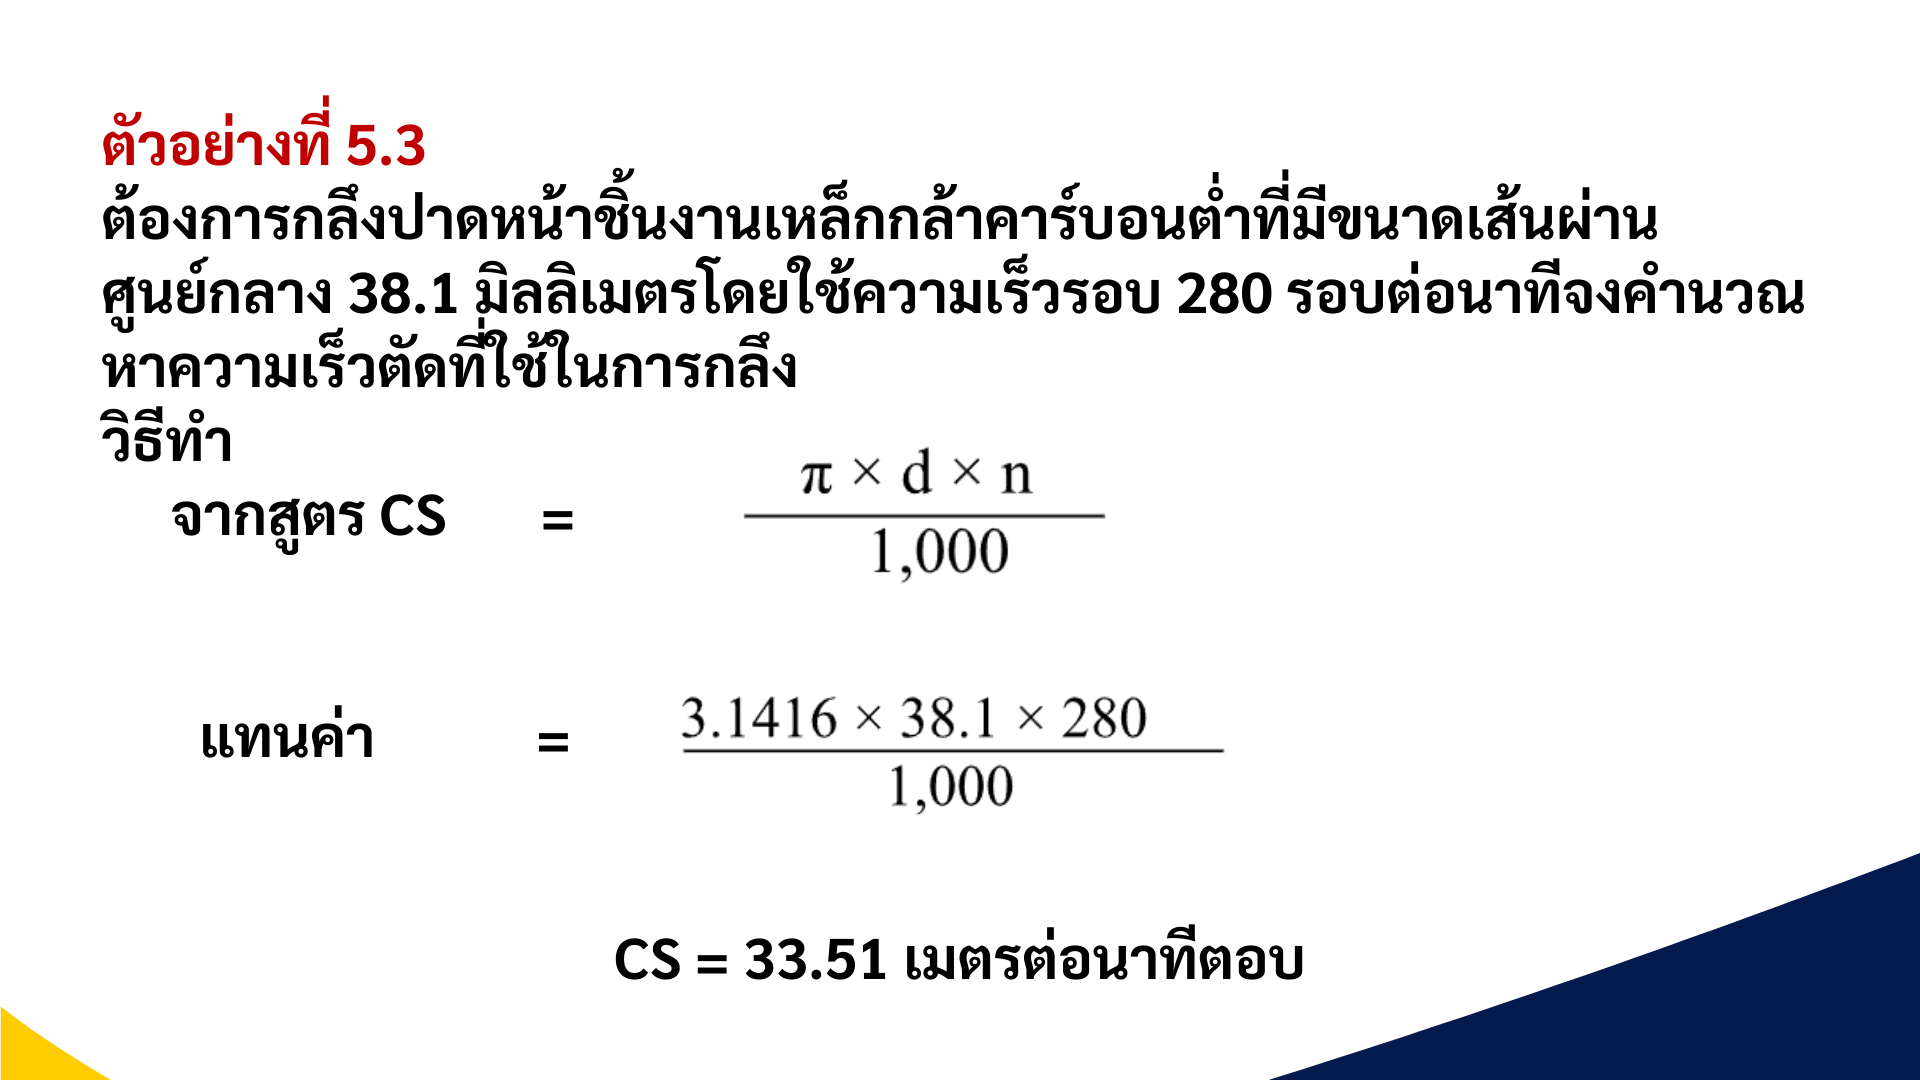 ตัวอย่างที่ 5.3
ต้องการกลึงปาดหน้าชิ้นงานเหล็กกล้าคาร์บอนต่ำที่มีขนาดเส้นผ่าน
ศูนย์กลาง 38.1 มิลลิเมตรโดยใช้ความเร็วรอบ 280 รอบต่อนาทีจงคำนวณ
หาความเร็วตัดที่ใช้ในการกลึง
วิธีทำ
π × d × n
จากสูตร CS =
1,000
3.1416 × 38.1 × 280
แทนค่า =
1,000
CS = 33.51 เมตรต่อนาทีตอบ